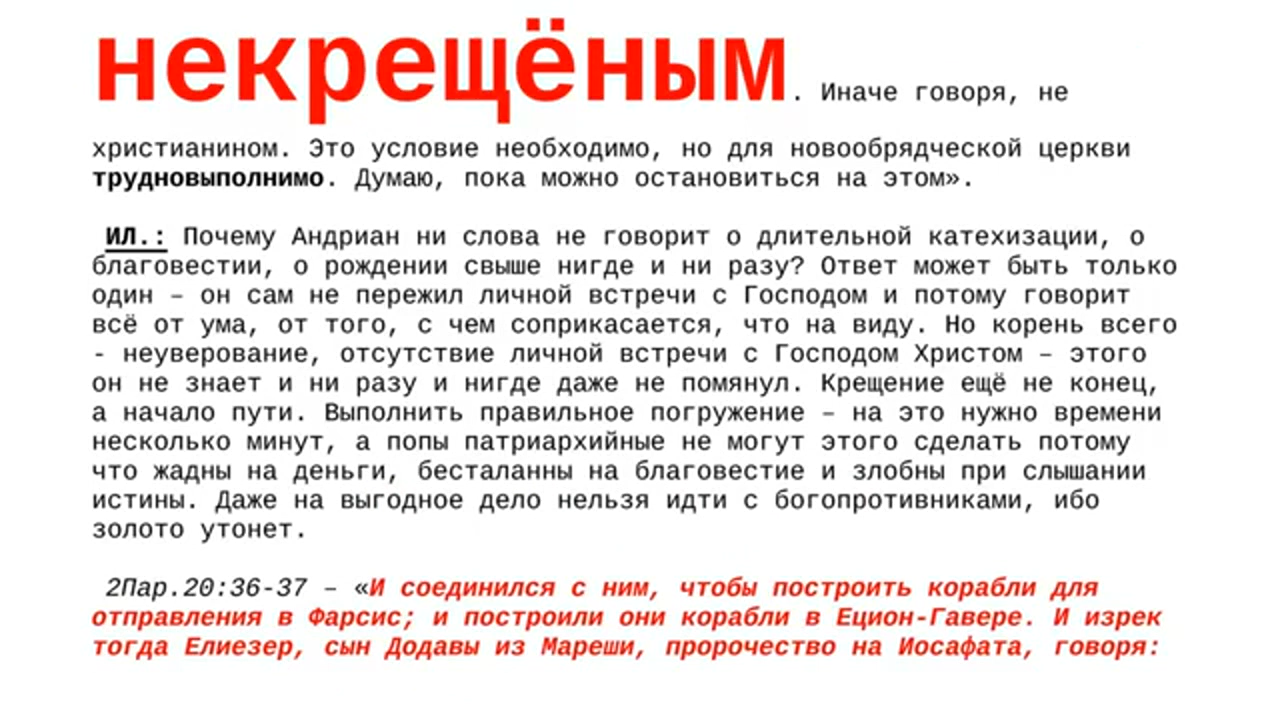 некрещёным. Иначе говоря, не
христианином. Это условие необходимо, но для новообрядческой церкви
трудновыполнимо. Думаю, пока можно остановиться на этом».
ИЛ.: Почему Андриан ни слова не говорит о длительной катехизации, о
благовестии, о рождении свыше нигде и ни разу? Ответ может быть только
один – он сам не пережил личной встречи с Господом и потому говорит
всё от ума, от того, с чем соприкасается, что на виду. Но корень всего
- неуверование, отсутствие личной встречи с Господом Христом – этого
он не знает и ни разу и нигде даже не помянул. Крещение ещё не конец,
а начало пути. Выполнить правильное погружение – на это нужно времени
несколько минут, а попы патриархийные не могут этого сделать потому
что жадны на деньги, бесталанны на благовестие и злобны при слышании
истины. Даже на выгодное дело нельзя идти с богопротивниками, ибо
золото утонет.
2Пар.20:36-37 – «И соединился с ним, чтобы построить корабли для
отправления в Фарсис; и построили они корабли в Ецион-Гавере. И изрек
тогда Елиезер, сын Додавы из Мареши, пророчество на Иосафата, говоря: